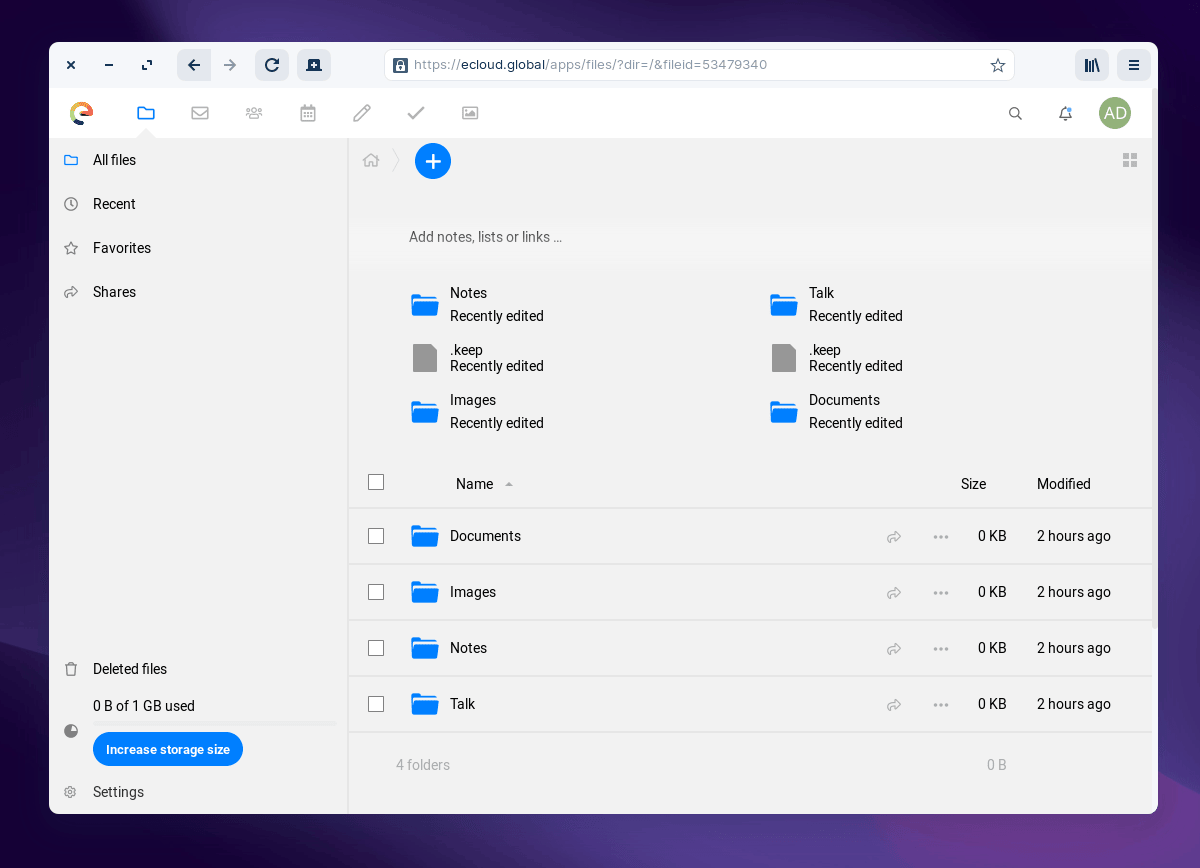 https://ecloud.global/apps/files/?dir=/&fileid=53479340
AD
All files
Recent
Favorites
Shares
Add notes, lists or links …
Notes
Recently edited
Talk
Recently edited
.keep
Recently edited
.keep
Recently edited
Images
Recently edited
Documents
Recently edited
Name Size Modified
Documents 0 KB 2 hours ago
Images 0 KB 2 hours ago
Notes 0 KB 2 hours ago
Talk 0 KB 2 hours ago
4 folders 0 B
Deleted files
0 B of 1 GB used
Increase storage size
Settings